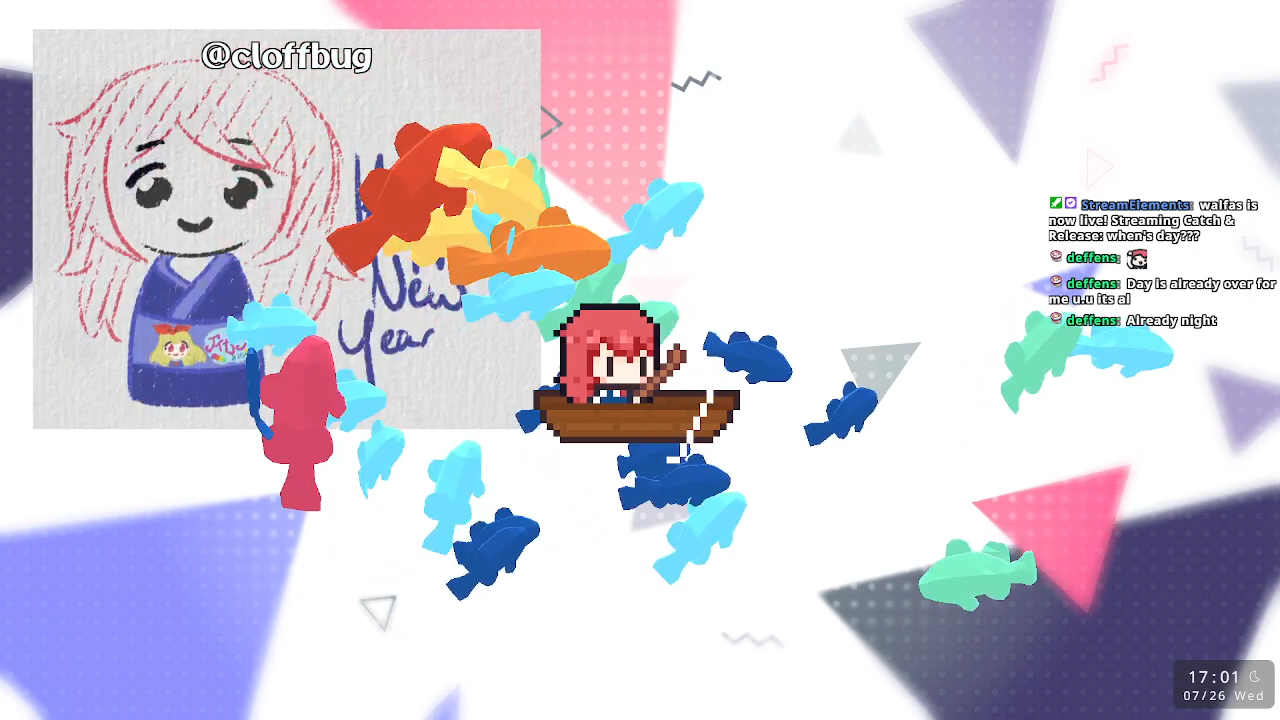 @cloffbug
New
Year
StreamElements: walfas is
now live! Streaming Catch &
Release: when's day???
deffens:
deffens: Day is already over for
me u.u its al
deffens: Already night
17:01
07/26 Wed